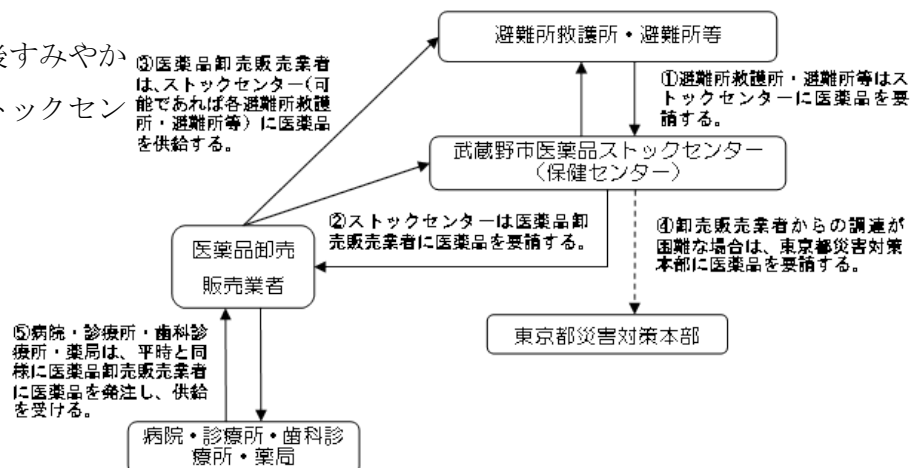 避難所救護所・避難所等
後すみやか
トックセン
③医薬品卸売販売業者
は、ストックセンター(可
能であれば各避難所救護
所・避難所等)に医薬品
を供給する。
①避難所救護所・避難所等はス
トックセンターに医薬品を要
請する。
武蔵野市医薬品ストックセンター
(保健センター)
②ストックセンターは医薬品卸
売販売業者に医薬品を要請する。
④卸売販売業者からの調達が
困難な場合は、東京都災害対策
本部に医薬品を要請する。
医薬品卸売
販売業者
東京都災害対策本部
⑤病院・診療所・歯科診
療所・薬局は、平時と同
様に医薬品卸売販売業者
に医薬品を発注し、供給
を受ける。
病院・診療所・歯科診
療所・薬局